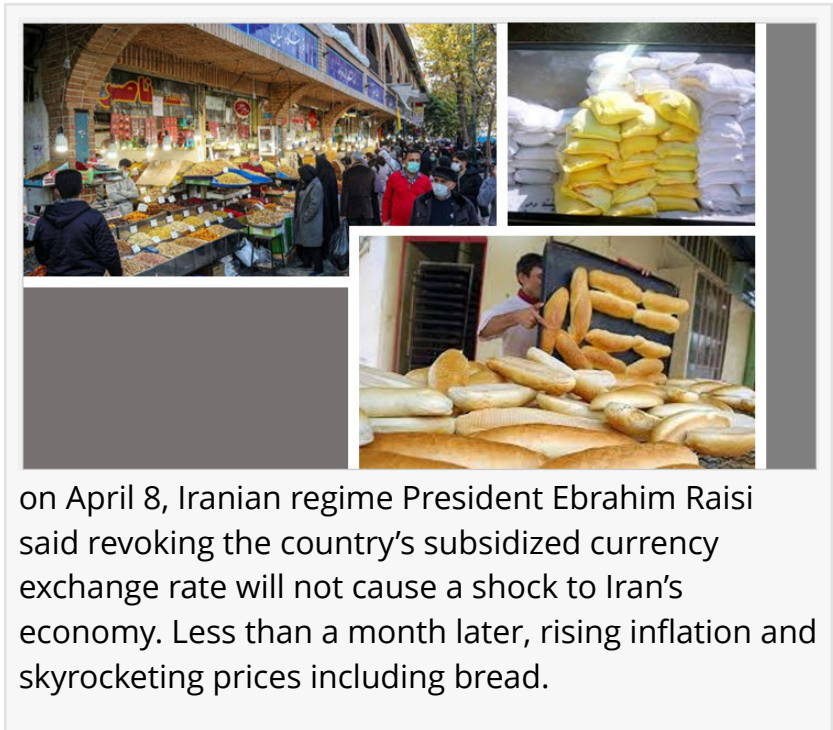 ناصر
on April 8, Iranian regime President Ebrahim Raisi
said revoking the country’s subsidized currency
exchange rate will not cause a shock to Iran’s
economy. Less than a month later, rising inflation and
skyrocketing prices including bread.